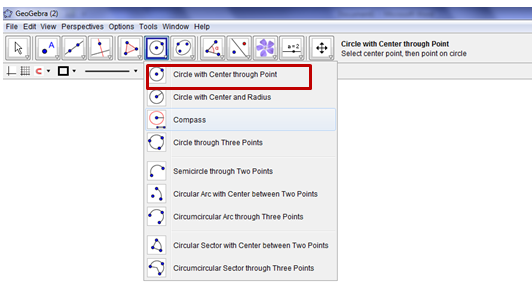 GeoGebra (2)
File Edit View Perspectives Options Tools Window Help
A
a=2
Circle with Center through Point
Select center point, then point on circle
Circle with Center through Point
Circle with Center and Radius
Compass
Circle through Three Points
Semicircle through Two Points
Circular Arc with Center between Two Points
Circumcircular Arc through Three Points
Circular Sector with Center between Two Points
Circumcircular Sector through Three Points